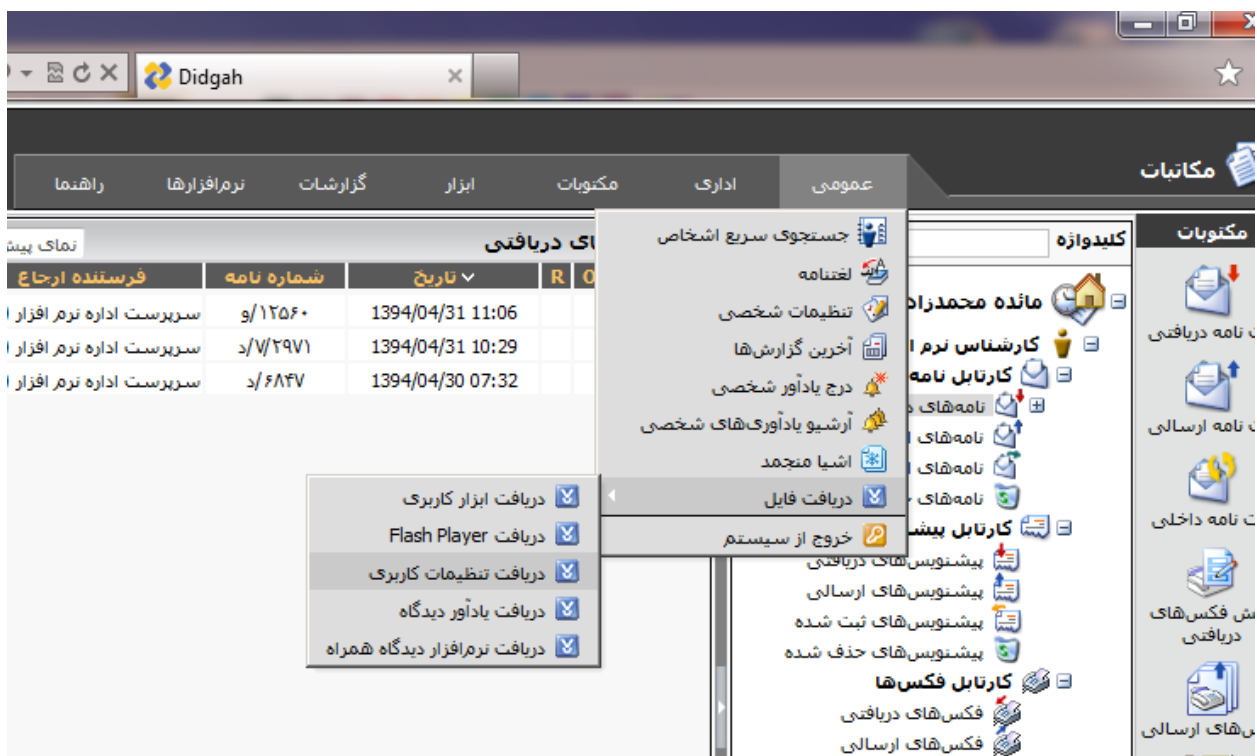 Didgah
مکاتبات
عمومی
اداری
مکتوبات
ابزار
گزارشات
نرم‌افزارها
راهنما
مکتوبات
نامه دریافتی
نامه ارسالی
نامه داخلی
فکس‌های
دریافتی
ارسالی
کلیدواژه
مائده
کارشناس نرم
کارتابل نامه
نامه‌های
نامه‌های
نامه‌های
نامه‌های
کارتابل
پیشنویس‌های دریافتی
پیشنویس‌های ارسالی
پیشنویس‌های ثبت شده
پیشنویس‌های حذف شده
کارتابل فکس‌ها
فکس‌های دریافتی
فکس‌های ارسالی
جستجوی سریع اشخاص
لغتنامه
تنظیمات شخصی
آخرین گزارش‌ها
درج یادآور شخصی
آرشیو یادآوری‌های شخصی
اشیا منجمد
دریافت فایل
خروج از سیستم
دریافت ابزار کاربری
دریافت Flash Player
دریافت تنظیمات کاربری
دریافت یادآور دیدگاه
دریافت نرم‌افزار دیدگاه همراه
دریافتی
نمای
R تاریخ شماره نامه فرستنده ارجاع
1394/04/31 11:06 ۱۲۵۶۰/و سرپرست اداره نرم افزار
1394/04/31 10:29 ۷/۲۹۷۱/د سرپرست اداره نرم افزار
1394/04/30 07:32 ۶۸۴۷/د سرپرست اداره نرم افزار